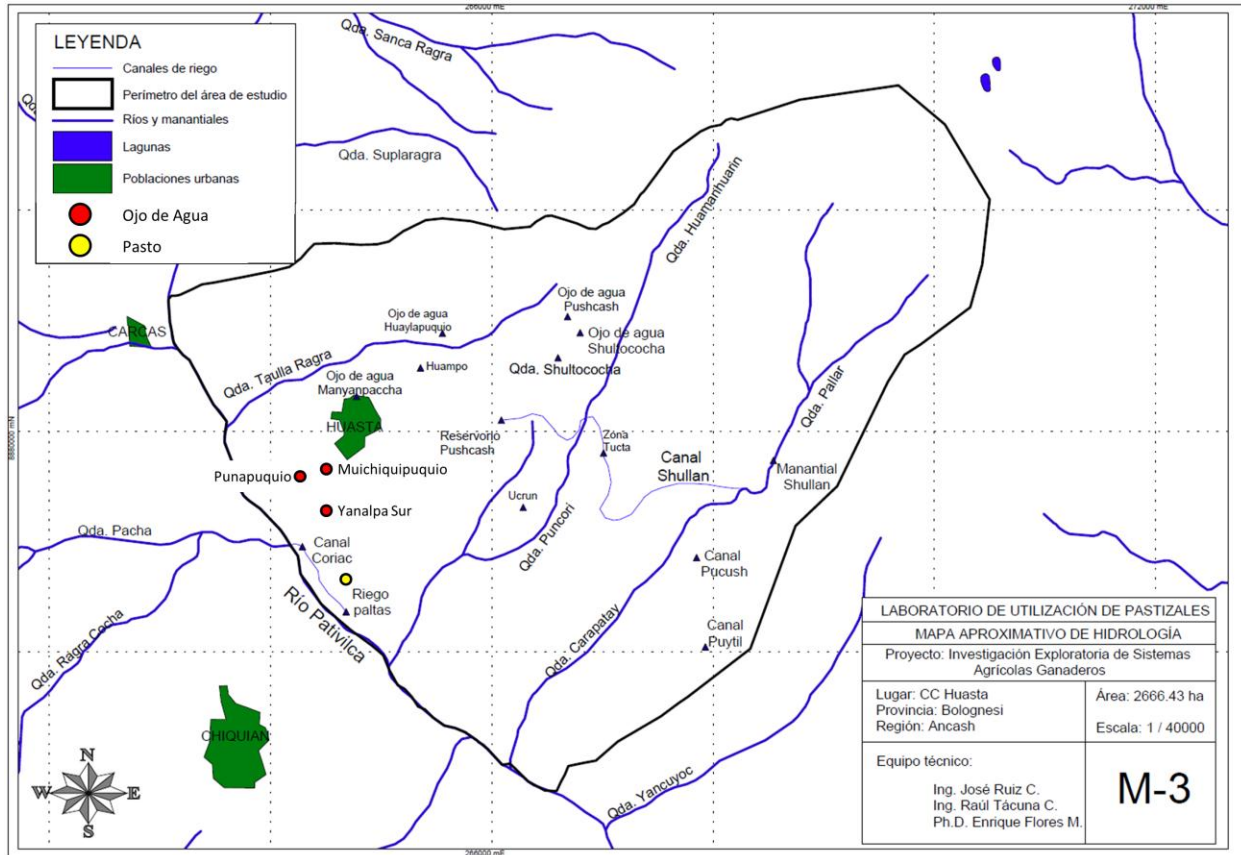 266000 mE
272000 mE
LEYENDA
Canales de riego
Perímetro del área de estudio
Ríos y manantiales
Lagunas
Poblaciones urbanas
Ojo de Agua
Pasto
Qda. Sanca Ragra
Qda. Suplaragra
Qda. Huamanhuarin
Ojo de agua
Pushcash
Ojo de agua
Huaylapuquio
Ojo de agua
Shultococha
CARCAS
Qda. Taulla Ragra
Huampo
Qda. Shultococha
Ojo de agua
Manyanpaccha
Qda. Pallar
HUASTA
8880000 mN
Reservorio
Pushcash
Zona
Tucta
Canal
Shullan
Manantial
Shullan
Muichiquipuquio
Punapuquio
Ucrun
Yanalpa Sur
Qda. Puncori
Qda. Pacha
Canal
Coriac
Canal
Pucush
Riego
paltas
Río Pativilca
Qda. Ragra Cocha
Qda. Carapatay
Canal
Puytil
CHIQUIAN
Qda. Yancuyoc
N
W
E
S
LABORATORIO DE UTILIZACIÓN DE PASTIZALES
MAPA APROXIMATIVO DE HIDROLOGÍA
Proyecto: Investigación Exploratoria de Sistemas
Agrícolas Ganaderos
Lugar: CC Huasta
Provincia: Bolognesi
Región: Ancash
Área: 2666.43 ha
Escala: 1 / 40000
Equipo técnico:
Ing. José Ruiz C.
Ing. Raúl Tácuna C.
Ph.D. Enrique Flores M.
M-3
266000 mE